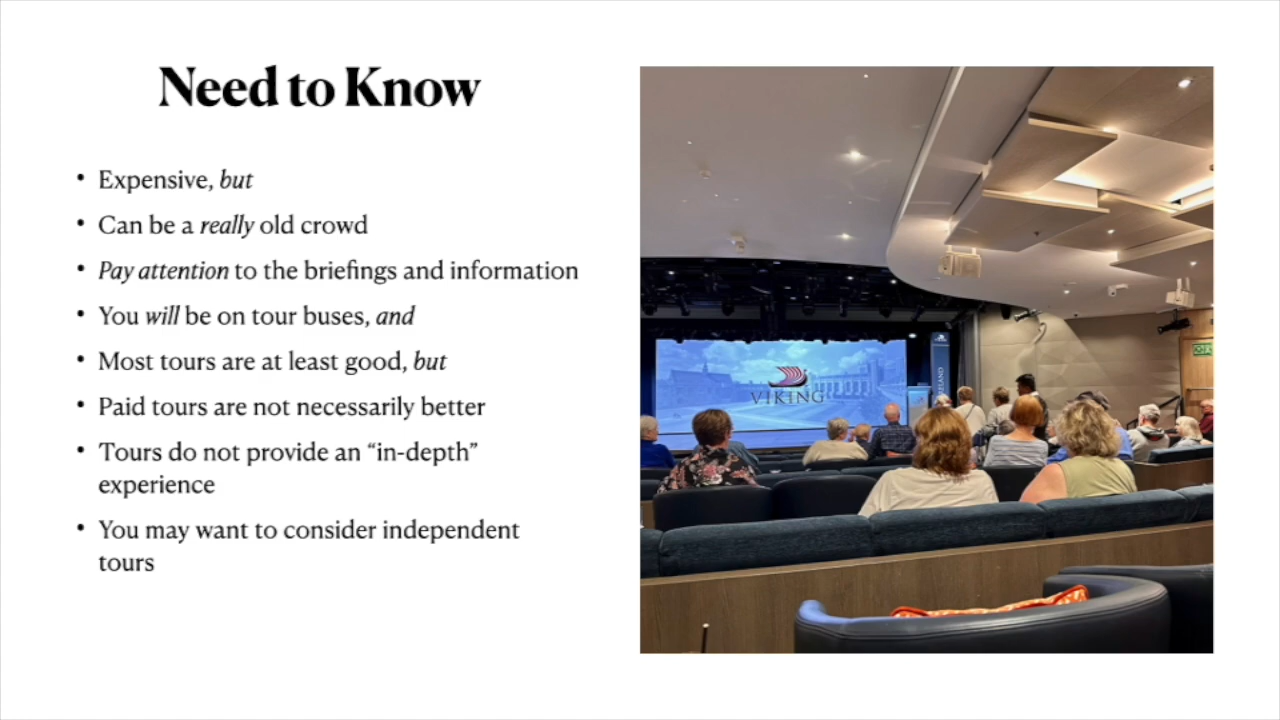 Need to Know
• Expensive, but
• Can be a really old crowd
• Pay attention to the briefings and information
• You will be on tour buses, and
• Most tours are at least good, but
• Paid tours are not necessarily better
• Tours do not provide an “in-depth”
experience
• You may want to consider independent
tours
VIKING